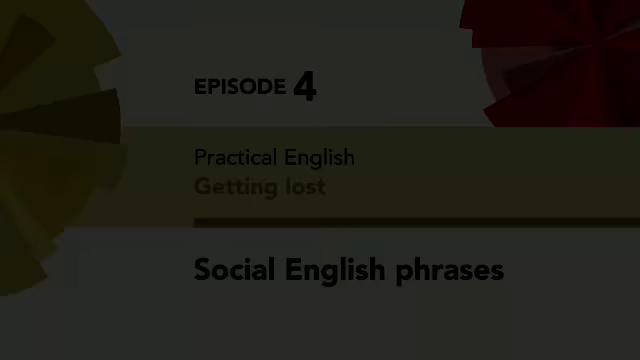 EPISODE 4
Practical English
Getting lost
Social English phrases